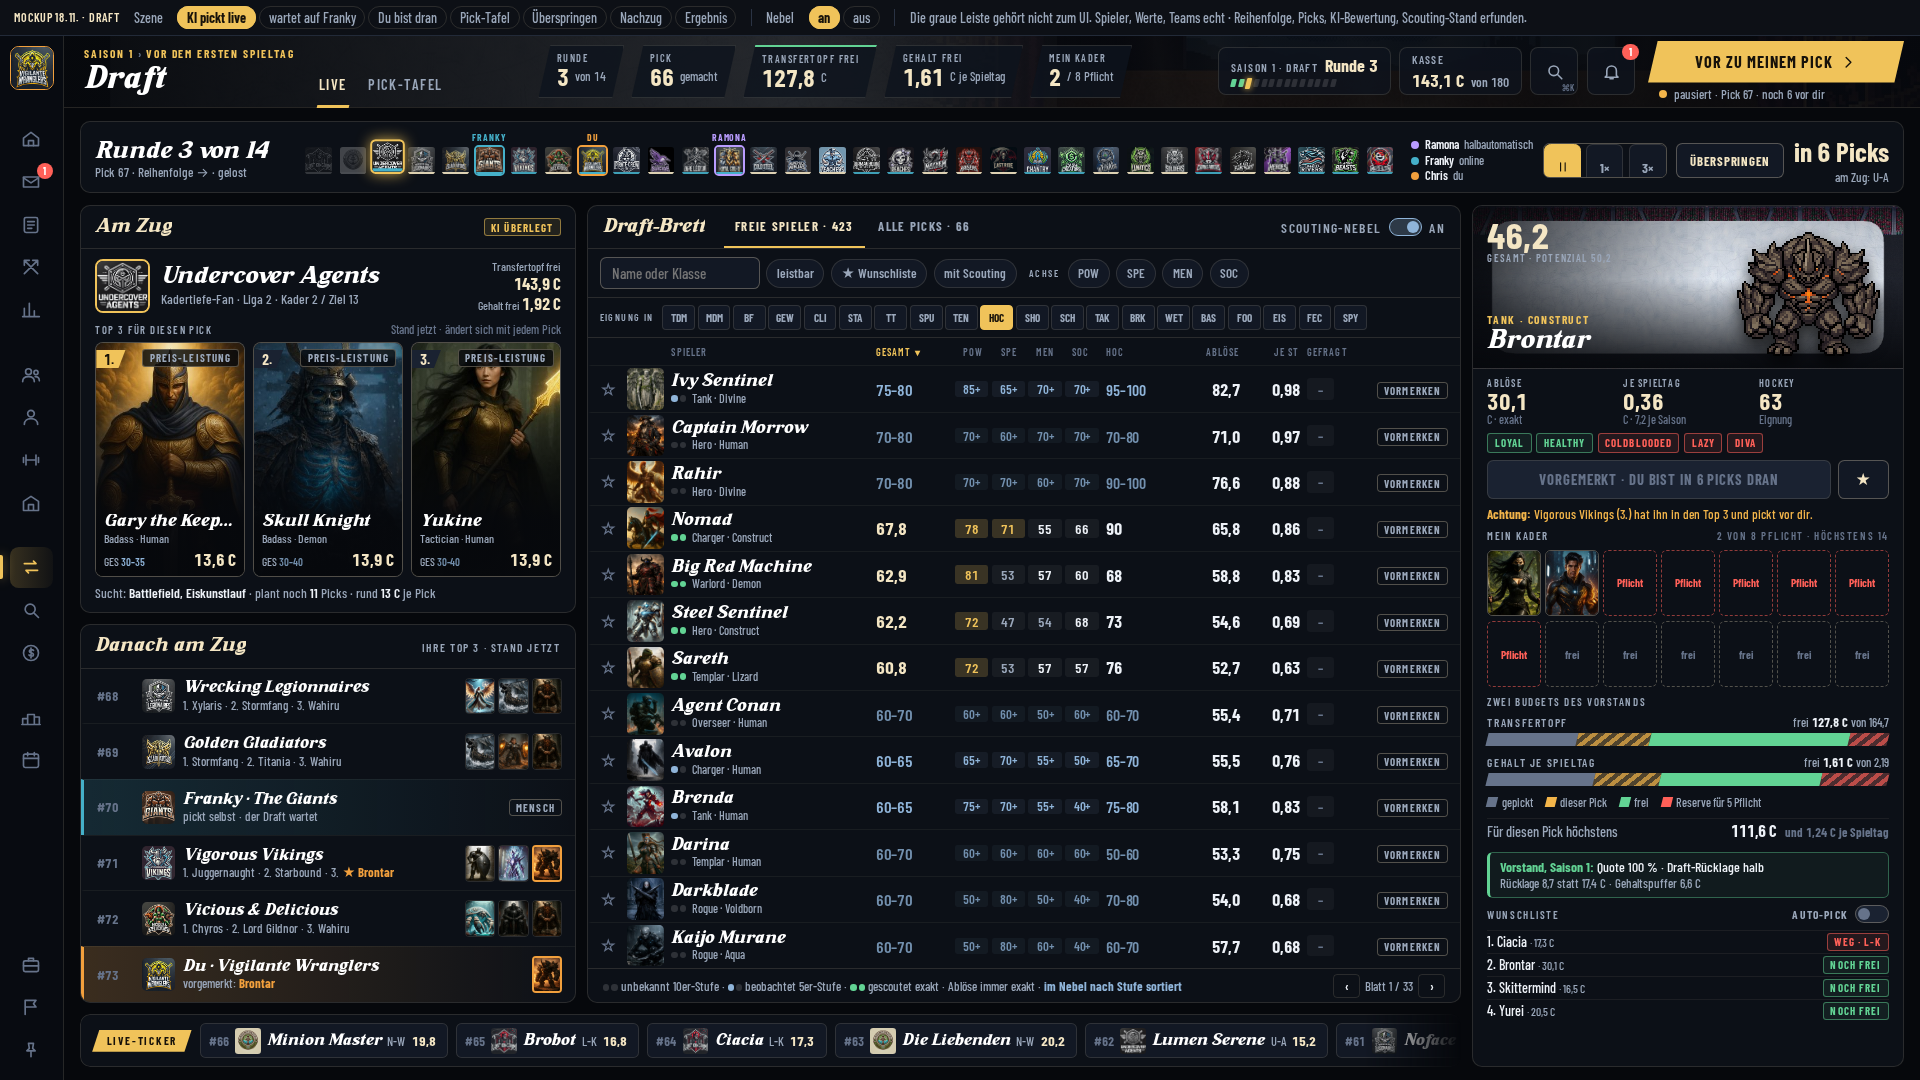 MOCKUP 18.11. · DRAFT Szene KI pickt live wartet auf Franky Du bist dran Pick-Tafel Überspringen Nachzug Ergebnis Nebel an aus Die graue Leiste gehört nicht zum UI. Spieler, Werte, Teams echt · Reihenfolge, Picks, KI-Bewertung, Scouting-Stand erfunden.
SAISON 1 · VOR DEM ERSTEN SPIELTAG
Draft
LIVE PICK-TAFEL
RUNDE
3 von 14
PICK
66 gemacht
TRANSFERTOPF FREI
127,8 C
GEHALT FREI
1,61 C je Spieltag
MEIN KADER
2 / 8 Pflicht
SAISON 1 · DRAFT Runde 3
KASSE
143,1 C von 180
⌘K
1
VOR ZU MEINEM PICK
pausiert · Pick 67 · noch 6 vor dir
1
Runde 3 von 14
Pick 67 · Reihenfolge → · gelost
FRANKY
DU
RAMONA
Ramona halbautomatisch
Franky online
Chris du
1× 3×
ÜBERSPRINGEN
in 6 Picks
am Zug: U-A
Am Zug
KI ÜBERLEGT
Undercover Agents
Kadertiefe-Fan · Liga 2 · Kader 2 / Ziel 13
Transfertopf frei
143,9 C
Gehalt frei 1,92 C
TOP 3 FÜR DIESEN PICK
Stand jetzt · ändert sich mit jedem Pick
1. PREIS-LEISTUNG
Gary the Keep...
Badass · Human
GES 30-35 13,6 C
2. PREIS-LEISTUNG
Skull Knight
Badass · Demon
GES 30-40 13,9 C
3. PREIS-LEISTUNG
Yukine
Tactician · Human
GES 30-40 13,9 C
Sucht: Battlefield, Eiskunstlauf · plant noch 11 Picks · rund 13 C je Pick
Danach am Zug
IHRE TOP 3 · STAND JETZT
#68 Wrecking Legionnaires
1. Xylaris · 2. Stormfang · 3. Wahiru
#69 Golden Gladiators
1. Stormfang · 2. Titania · 3. Wahiru
#70 Franky · The Giants
pickt selbst · der Draft wartet
MENSCH
#71 Vigorous Vikings
1. Juggernaught · 2. Starbound · 3. ★ Brontar
#72 Vicious & Delicious
1. Chyros · 2. Lord Gildnor · 3. Wahiru
#73 Du · Vigilante Wranglers
vorgemerkt: Brontar
Draft-Brett
FREIE SPIELER · 423
ALLE PICKS · 66
SCOUTING-NEBEL AN
Name oder Klasse
leistbar ★ Wunschliste mit Scouting ACHSE POW SPE MEN SOC
EIGNUNG IN TDM MDM BF GEW CLI STA TT SPU TEN HOC SHO SCH TAK BRK WET BAS FOO EIS FEC SPY
SPIELER GESAMT ▼ POW SPE MEN SOC HOC ABLÖSE JE ST GEFRAGT
☆ Ivy Sentinel 75-80 85+ 65+ 70+ 70+ 95-100 82,7 0,98 – VORMERKEN
Tank · Divine
☆ Captain Morrow 70-80 70+ 60+ 70+ 70+ 70-80 71,0 0,97 – VORMERKEN
Hero · Human
☆ Rahir 70-80 70+ 70+ 60+ 70+ 90-100 76,6 0,88 – VORMERKEN
Hero · Divine
☆ Nomad 67,8 78 71 55 66 90 65,8 0,86 – VORMERKEN
Charger · Construct
☆ Big Red Machine 62,9 81 53 57 60 68 58,8 0,83 – VORMERKEN
Warlord · Demon
☆ Steel Sentinel 62,2 72 47 54 68 73 54,6 0,69 – VORMERKEN
Hero · Construct
☆ Sareth 60,8 72 53 57 57 76 52,7 0,63 – VORMERKEN
Templar · Lizard
☆ Agent Conan 60-70 60+ 60+ 50+ 60+ 60-70 55,4 0,71 – VORMERKEN
Overseer · Human
☆ Avalon 60-65 65+ 70+ 55+ 50+ 65-70 55,5 0,76 – VORMERKEN
Charger · Human
☆ Brenda 60-65 75+ 70+ 55+ 40+ 75-80 58,1 0,83 – VORMERKEN
Tank · Human
☆ Darina 60-70 60+ 60+ 60+ 60+ 50-60 53,3 0,75 – VORMERKEN
Templar · Human
☆ Darkblade 60-70 50+ 80+ 50+ 40+ 70-80 54,0 0,68 – VORMERKEN
Rogue · Voidborn
☆ Kaijo Murane 60-70 50+ 80+ 60+ 40+ 60-70 57,7 0,68 – VORMERKEN
Rogue · Aqua
unbekannt 10er-Stufe · beobachtet 5er-Stufe · gescoutet exakt · Ablöse immer exakt · im Nebel nach Stufe sortiert
‹ Blatt 1 / 33 ›
46,2
GESAMT · POTENZIAL 50,2
TANK · CONSTRUCT
Brontar
ABLÖSE
30,1
C · exakt
JE SPIELTAG
0,36
C · 7,2 je Saison
HOCKEY
63
Eignung
LOYAL HEALTHY COLDBLOODED LAZY DIVA
VORGEMERKT · DU BIST IN 6 PICKS DRAN
★
Achtung: Vigorous Vikings (3.) hat ihn in den Top 3 und pickt vor dir.
MEIN KADER
2 VON 8 PFLICHT · HÖCHSTENS 14
Pflicht Pflicht Pflicht Pflicht Pflicht
Pflicht frei frei frei frei frei frei
ZWEI BUDGETS DES VORSTANDS
TRANSFERTOPF frei 127,8 C von 164,7
GEHALT JE SPIELTAG frei 1,61 C von 2,19
gepickt dieser Pick frei Reserve für 5 Pflicht
Für diesen Pick höchstens 111,6 C und 1,24 C je Spieltag
Vorstand, Saison 1: Quote 100 % · Draft-Rücklage halb
Rücklage 8,7 statt 17,4 C · Gehaltspuffer 6,6 C
WUNSCHLISTE AUTO-PICK
1. Ciacia · 17,3 C WEG · L-K
2. Brontar · 30,1 C NOCH FREI
3. Skittermind · 16,5 C NOCH FREI
4. Yurei · 20,5 C NOCH FREI
LIVE-TICKER
#66 Minion Master N-W 19,8
#65 Brobot L-K 16,8
#64 Ciacia L-K 17,3
#63 Die Liebenden N-W 20,2
#62 Lumen Serene U-A 15,2
#61 Noface